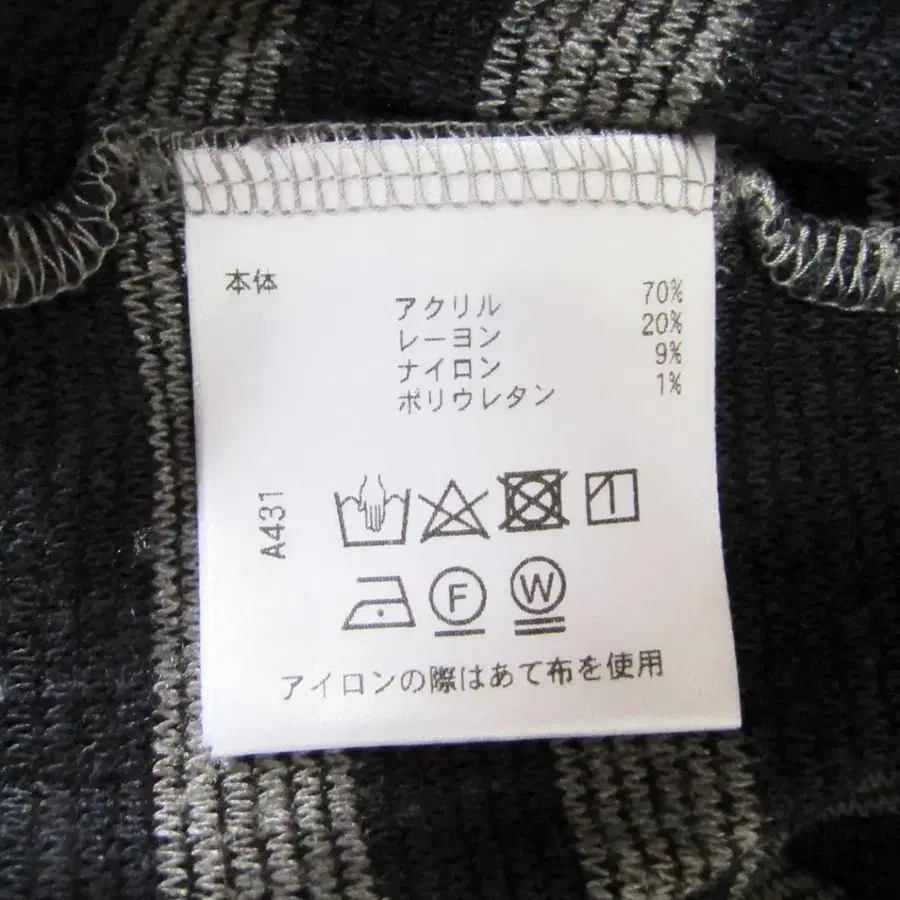 本体
アクリル 70%
レーヨン 20%
ナイロン 9%
ポリウレタン 1%
A431
F W
アイロンの際はあて布を使用